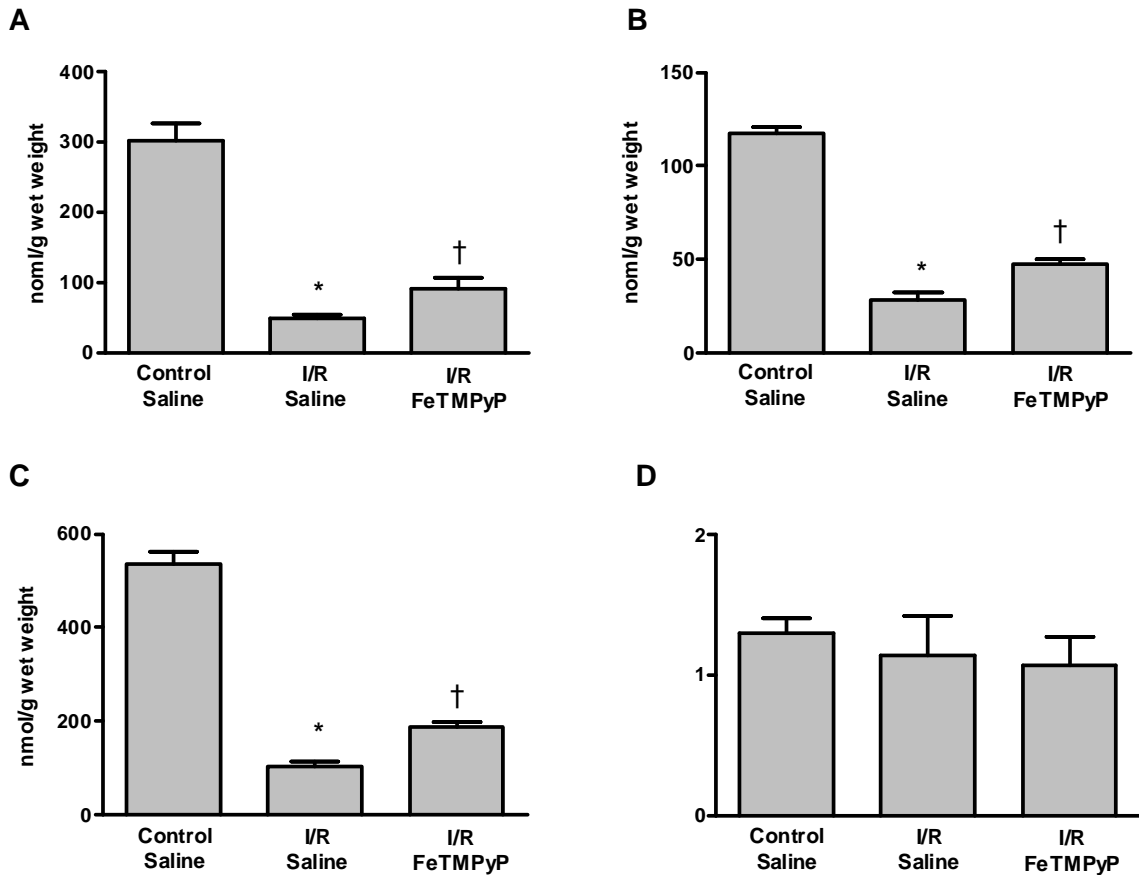 A
noml/g wet weight
400
300
200
100
0
*
†
Control
Saline
I/R
Saline
I/R
FeTMPyP
B
noml/g wet weight
150
100
50
0
*
†
Control
Saline
I/R
Saline
I/R
FeTMPyP
C
nmol/g wet weight
600
400
200
0
*
†
Control
Saline
I/R
Saline
I/R
FeTMPyP
D
2
1
0
Control
Saline
I/R
Saline
I/R
FeTMPyP